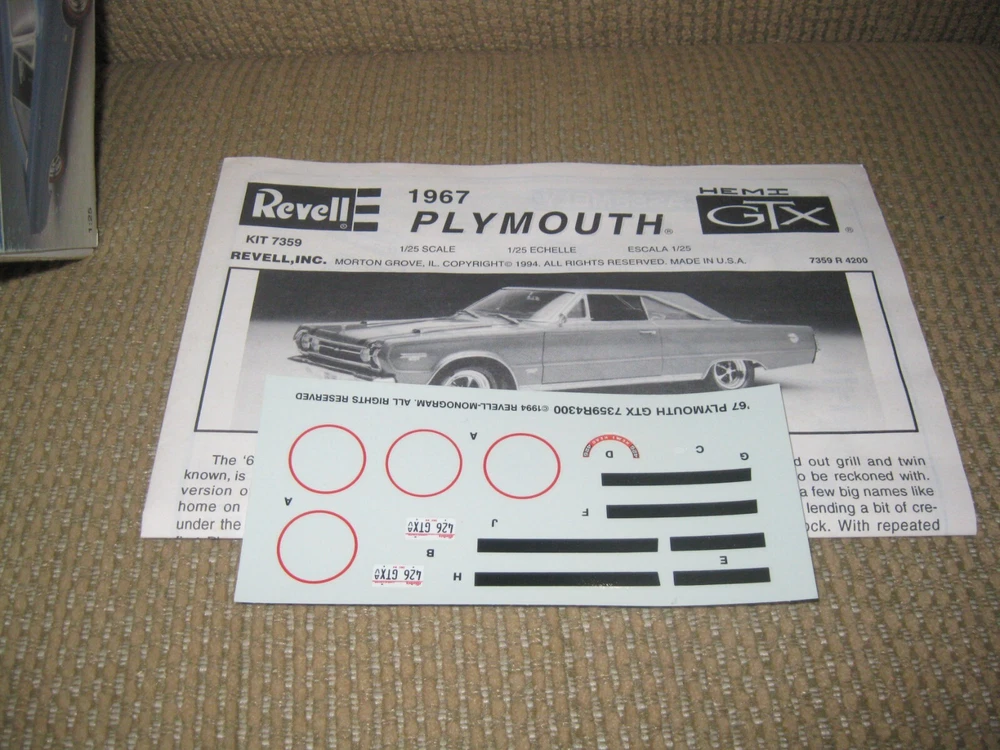 1:25
Revell®
1967
PLYMOUTH®
HEMI
GTX®
KIT 7359
1/25 SCALE 1/25 ECHELLE ESCALA 1/25
REVELL, INC. MORTON GROVE, IL. COPYRIGHT© 1994. ALL RIGHTS RESERVED. MADE IN U.S.A. 7359 R 4200
'67 PLYMOUTH GTX 7359R4300 ©1994 REVELL-MONOGRAM. ALL RIGHTS RESERVED
A
D
C
G
A
F
J
426 GTX
B
E
H
426 GTX
The '6
d out grill and twin
known, is
o be reckoned with.
version o
a few big names like
home on
lending a bit of cre-
under the
ock. With repeated